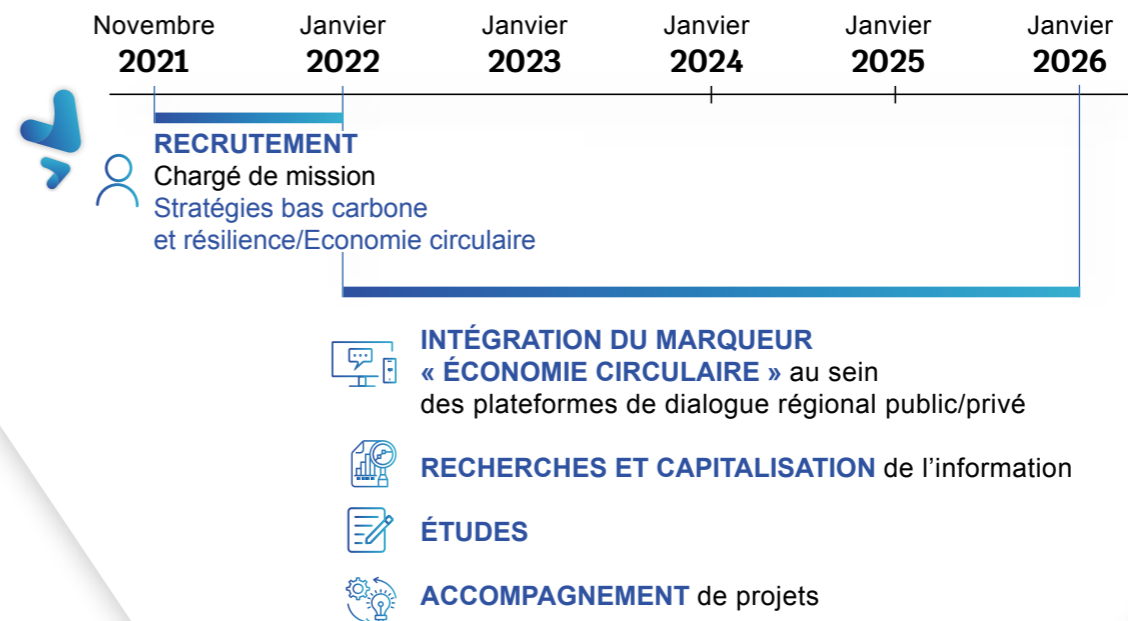 Novembre Janvier Janvier Janvier Janvier Janvier
2021 2022 2023 2024 2025 2026
RECRUTEMENT
Chargé de mission
Stratégies bas carbone
et résilience/Economie circulaire
INTÉGRATION DU MARQUEUR
« ÉCONOMIE CIRCULAIRE » au sein
des plateformes de dialogue régional public/privé
RECHERCHES ET CAPITALISATION de l’information
ÉTUDES
ACCOMPAGNEMENT de projets